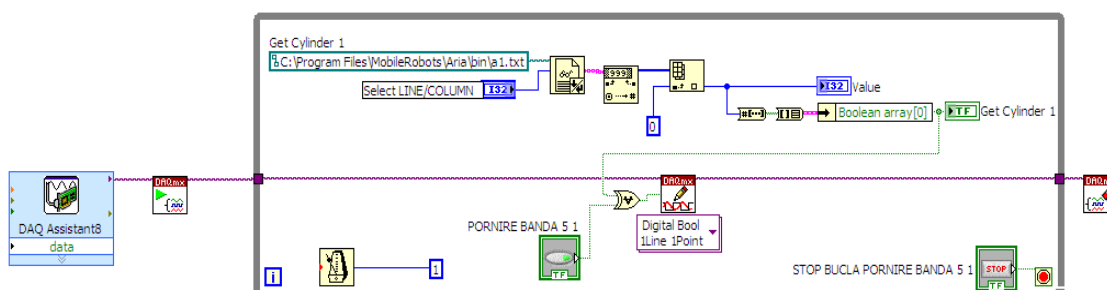 Get Cylinder 1
C:\Program Files\MobileRobots\Aria\bin\a1.txt
Select LINE/COLUMN I32
999
0
I32 Value
#[...]
[]
Boolean array[0]
TF Get Cylinder 1
DAQmx
DAQmx
DAQm
DAQ Assistant8
data
PORNIRE BANDA 5 1
TF
Digital Bool
1Line 1Point
i
1
STOP BUCLA PORNIRE BANDA 5 1
STOP
TF